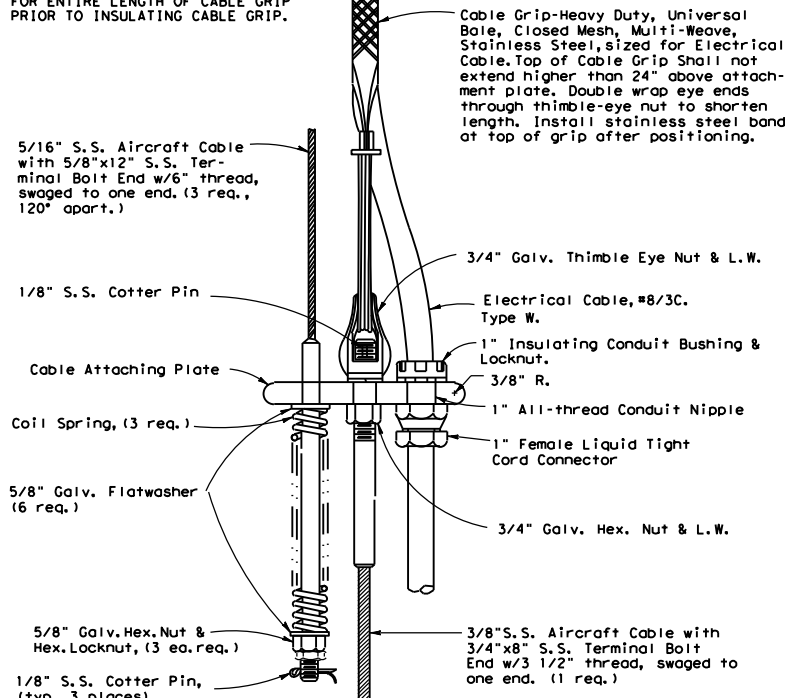 FOR ENTIRE LENGTH OF CABLE GRIP
PRIOR TO INSULATING CABLE GRIP.
Cable Grip-Heavy Duty, Universal
Bale, Closed Mesh, Multi-Weave,
Stainless Steel, sized for Electrical
Cable. Top of Cable Grip Shall not
extend higher than 24" above attach-
ment plate. Double wrap eye ends
through thimble-eye nut to shorten
length. Install stainless steel band
at top of grip after positioning.
5/16" S.S. Aircraft Cable
with 5/8"x12" S.S. Ter-
minal Bolt End w/6" thread,
swaged to one end. (3 req.,
120° apart.)
3/4" Galv. Thimble Eye Nut & L.W.
1/8" S.S. Cotter Pin
Electrical Cable, #8/3C.
Type W.
1" Insulating Conduit Bushing &
Locknut.
Cable Attaching Plate
3/8" R.
1" All-thread Conduit Nipple
Coil Spring, (3 req.)
1" Female Liquid Tight
Cord Connector
5/8" Galv. Flatwasher
(6 req.)
3/4" Galv. Hex. Nut & L.W.
5/8" Galv. Hex. Nut &
Hex. Locknut, (3 ea. req.)
3/8"S.S. Aircraft Cable with
3/4"x8" S.S. Terminal Bolt
End w/3 1/2" thread, swaged to
one end. (1 req.)
1/8" S.S. Cotter Pin,
(typ. 3 places)